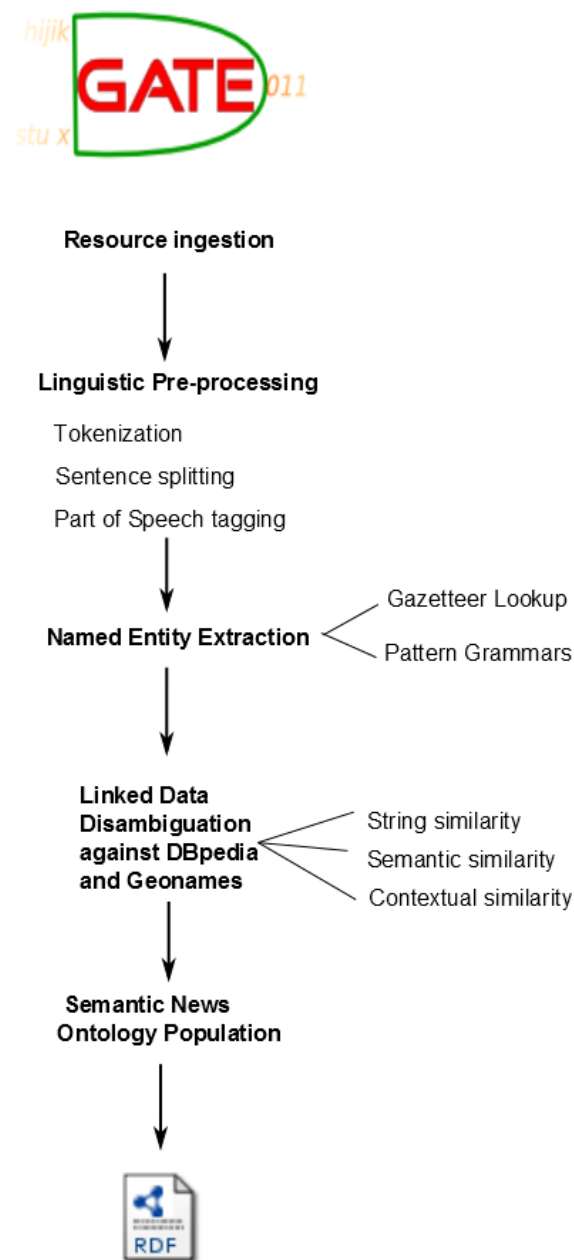 hijik
GATE
011
stu x
Resource ingestion
Linguistic Pre-processing
Tokenization
Sentence splitting
Part of Speech tagging
Gazetteer Lookup
Named Entity Extraction
Pattern Grammars
Linked Data
Disambiguation
against DBpedia
and Geonames
String similarity
Semantic similarity
Contextual similarity
Semantic News
Ontology Population
RDF